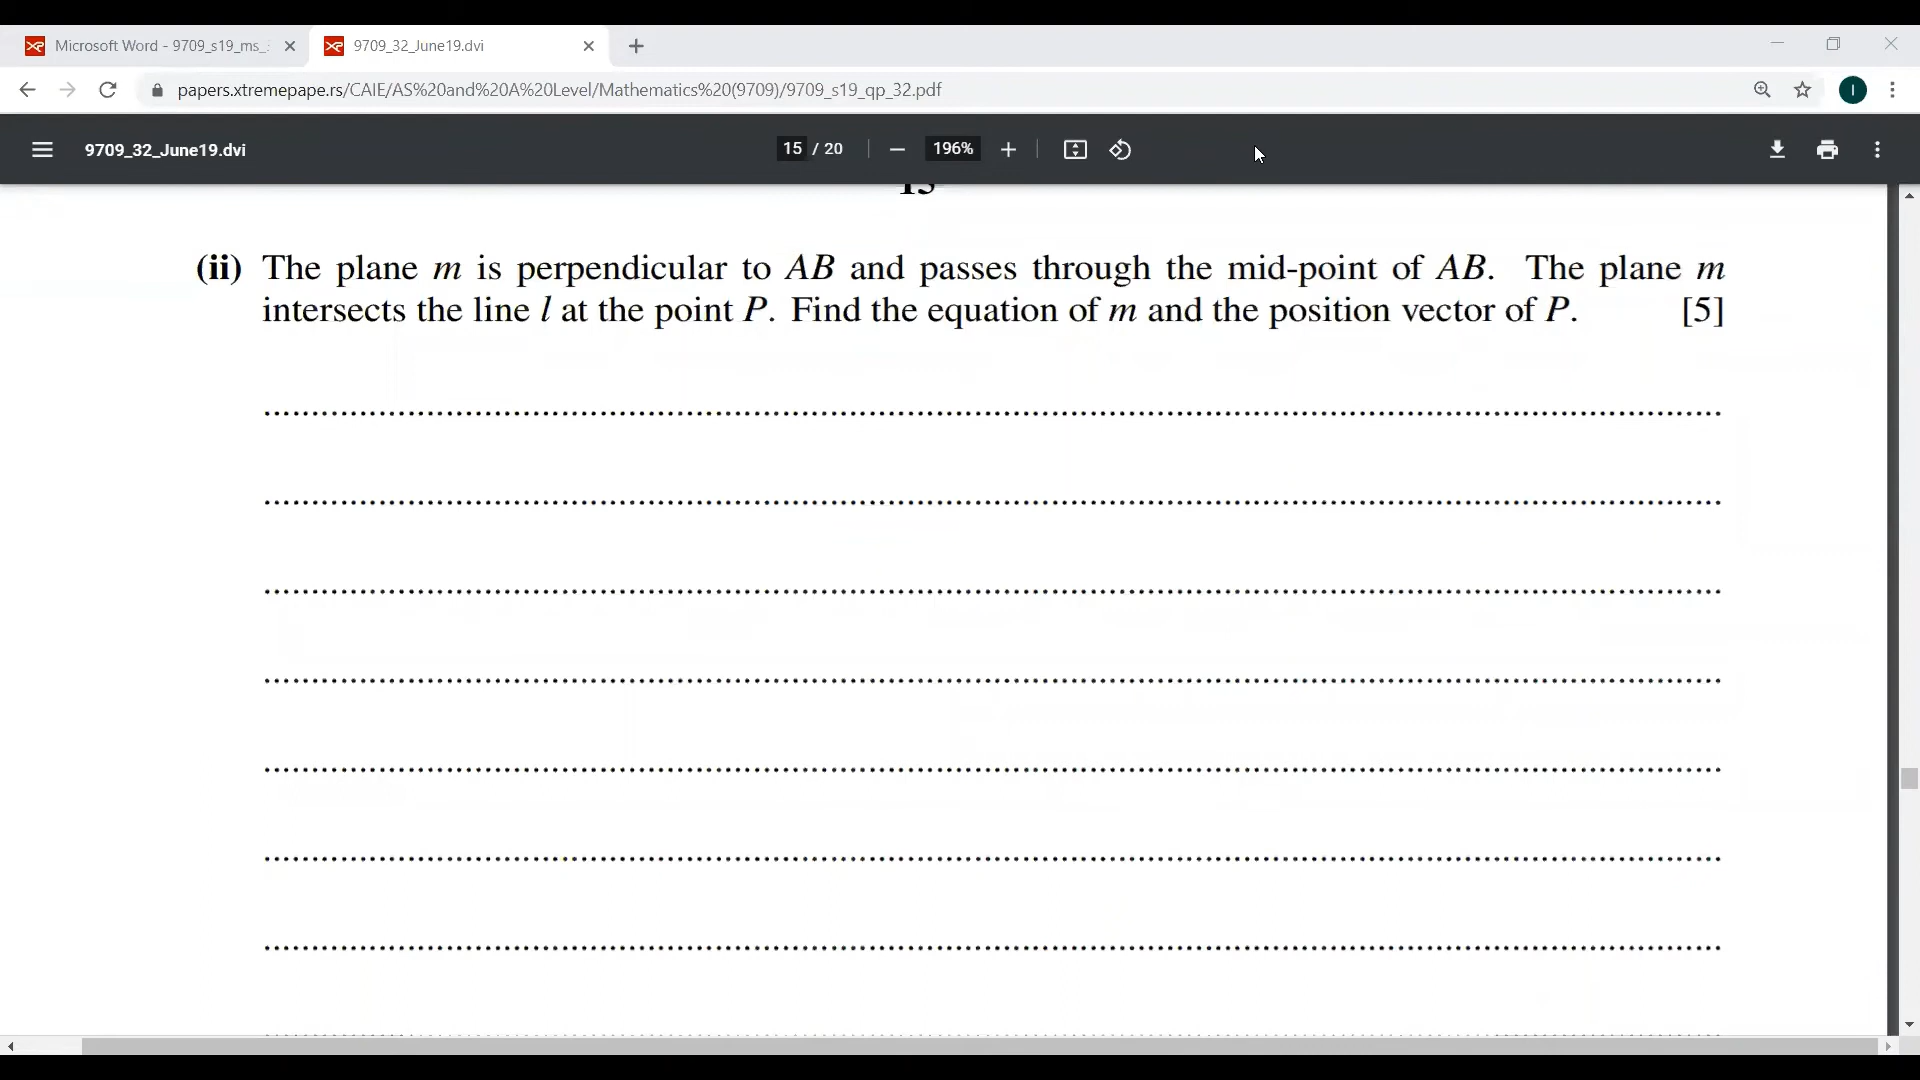 Microsoft Word - 9709_s19_ms_
9709_32_June19.dvi
papers.xtremepape.rs/CAIE/AS%20and%20A%20Level/Mathematics%20(9709)/9709_s19_qp_32.pdf
I
9709_32_June19.dvi
15 / 20
196%
(ii) The plane m is perpendicular to AB and passes through the mid-point of AB. The plane m
intersects the line l at the point P. Find the equation of m and the position vector of P. [5]